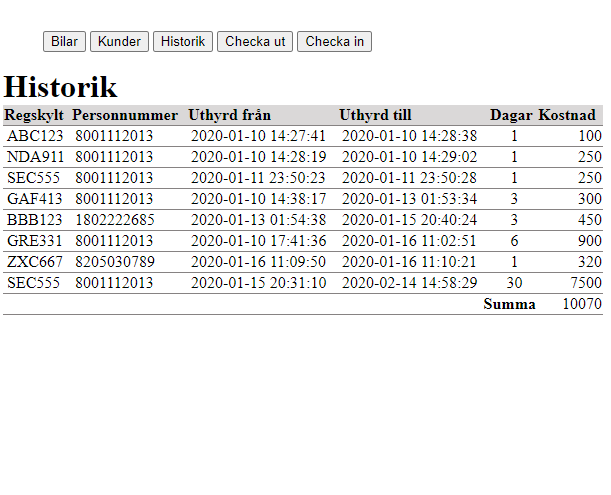 Bilar Kunder Historik Checka ut Checka in
Historik
Regskylt Personnummer Uthyrd från Uthyrd till Dagar Kostnad
ABC123 8001112013 2020-01-10 14:27:41 2020-01-10 14:28:38 1 100
NDA911 8001112013 2020-01-10 14:28:19 2020-01-10 14:29:02 1 250
SEC555 8001112013 2020-01-11 23:50:23 2020-01-11 23:50:28 1 250
GAF413 8001112013 2020-01-10 14:38:17 2020-01-13 01:53:34 3 300
BBB123 1802222685 2020-01-13 01:54:38 2020-01-15 20:40:24 3 450
GRE331 8001112013 2020-01-10 17:41:36 2020-01-16 11:02:51 6 900
ZXC667 8205030789 2020-01-16 11:09:50 2020-01-16 11:10:21 1 320
SEC555 8001112013 2020-01-15 20:31:10 2020-02-14 14:58:29 30 7500
Summa 10070